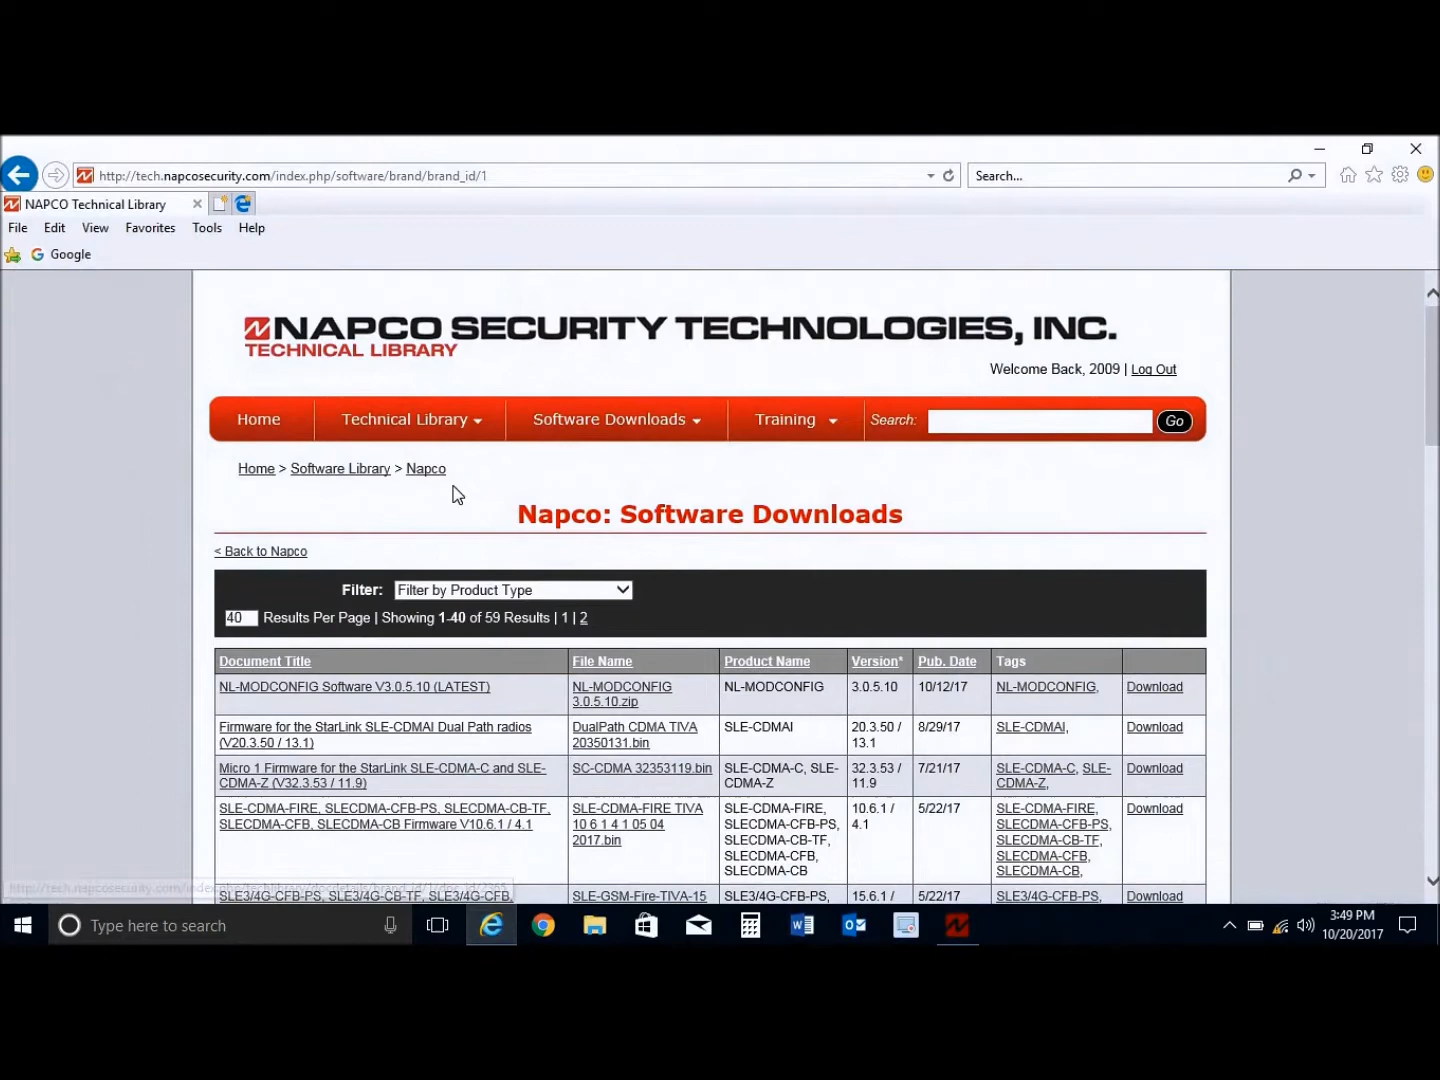 http://tech.napcosecurity.com/index.php/software/brand/brand_id/1
Search...
NAPCO Technical Library
File Edit View Favorites Tools Help
Google
NAPCO SECURITY TECHNOLOGIES, INC.
TECHNICAL LIBRARY
Welcome Back, 2009 | Log Out
Home Technical Library Software Downloads Training Search: Go
Home > Software Library > Napco
Napco: Software Downloads
< Back to Napco
Filter: Filter by Product Type
40 Results Per Page | Showing 1-40 of 59 Results | 1 | 2
Document Title File Name Product Name Version* Pub. Date Tags
NL-MODCONFIG Software V3.0.5.10 (LATEST) NL-MODCONFIG NL-MODCONFIG 3.0.5.10 10/12/17 NL-MODCONFIG, Download
3.0.5.10.zip
Firmware for the StarLink SLE-CDMAI Dual Path radios DualPath CDMA TIVA SLE-CDMAI 20.3.50 / 8/29/17 SLE-CDMAI, Download
(V20.3.50 / 13.1) 20350131.bin 13.1
Micro 1 Firmware for the StarLink SLE-CDMA-C and SLE- SC-CDMA 32353119.bin SLE-CDMA-C, SLE- 32.3.53 / 7/21/17 SLE-CDMA-C, SLE- Download
CDMA-Z (V32.3.53 / 11.9) CDMA-Z 11.9 CDMA-Z,
SLE-CDMA-FIRE, SLECDMA-CFB-PS, SLECDMA-CB-TF, SLE-CDMA-FIRE TIVA SLE-CDMA-FIRE, 10.6.1 / 5/22/17 SLE-CDMA-FIRE, Download
SLECDMA-CFB, SLECDMA-CB Firmware V10.6.1 / 4.1 10 6 1 4 1 05 04 SLECDMA-CFB-PS, 4.1 SLECDMA-CFB-PS,
2017.bin SLECDMA-CB-TF, SLECDMA-CB-TF,
SLECDMA-CFB, SLECDMA-CFB,
SLECDMA-CB SLECDMA-CB,
http://tech.napcosecurity.com/index.php/techlibrary/docdetails/brand_id/1/doc_id/2365
SLE3/4G-CFB-PS, SLE3/4G-CB-TF, SLE3/4G-CFB, SLE-GSM-Fire-TIVA-15 SLE3/4G-CFB-PS, 15.6.1 / 5/22/17 SLE3/4G-CFB-PS, Download
Type here to search
3:49 PM
10/20/2017